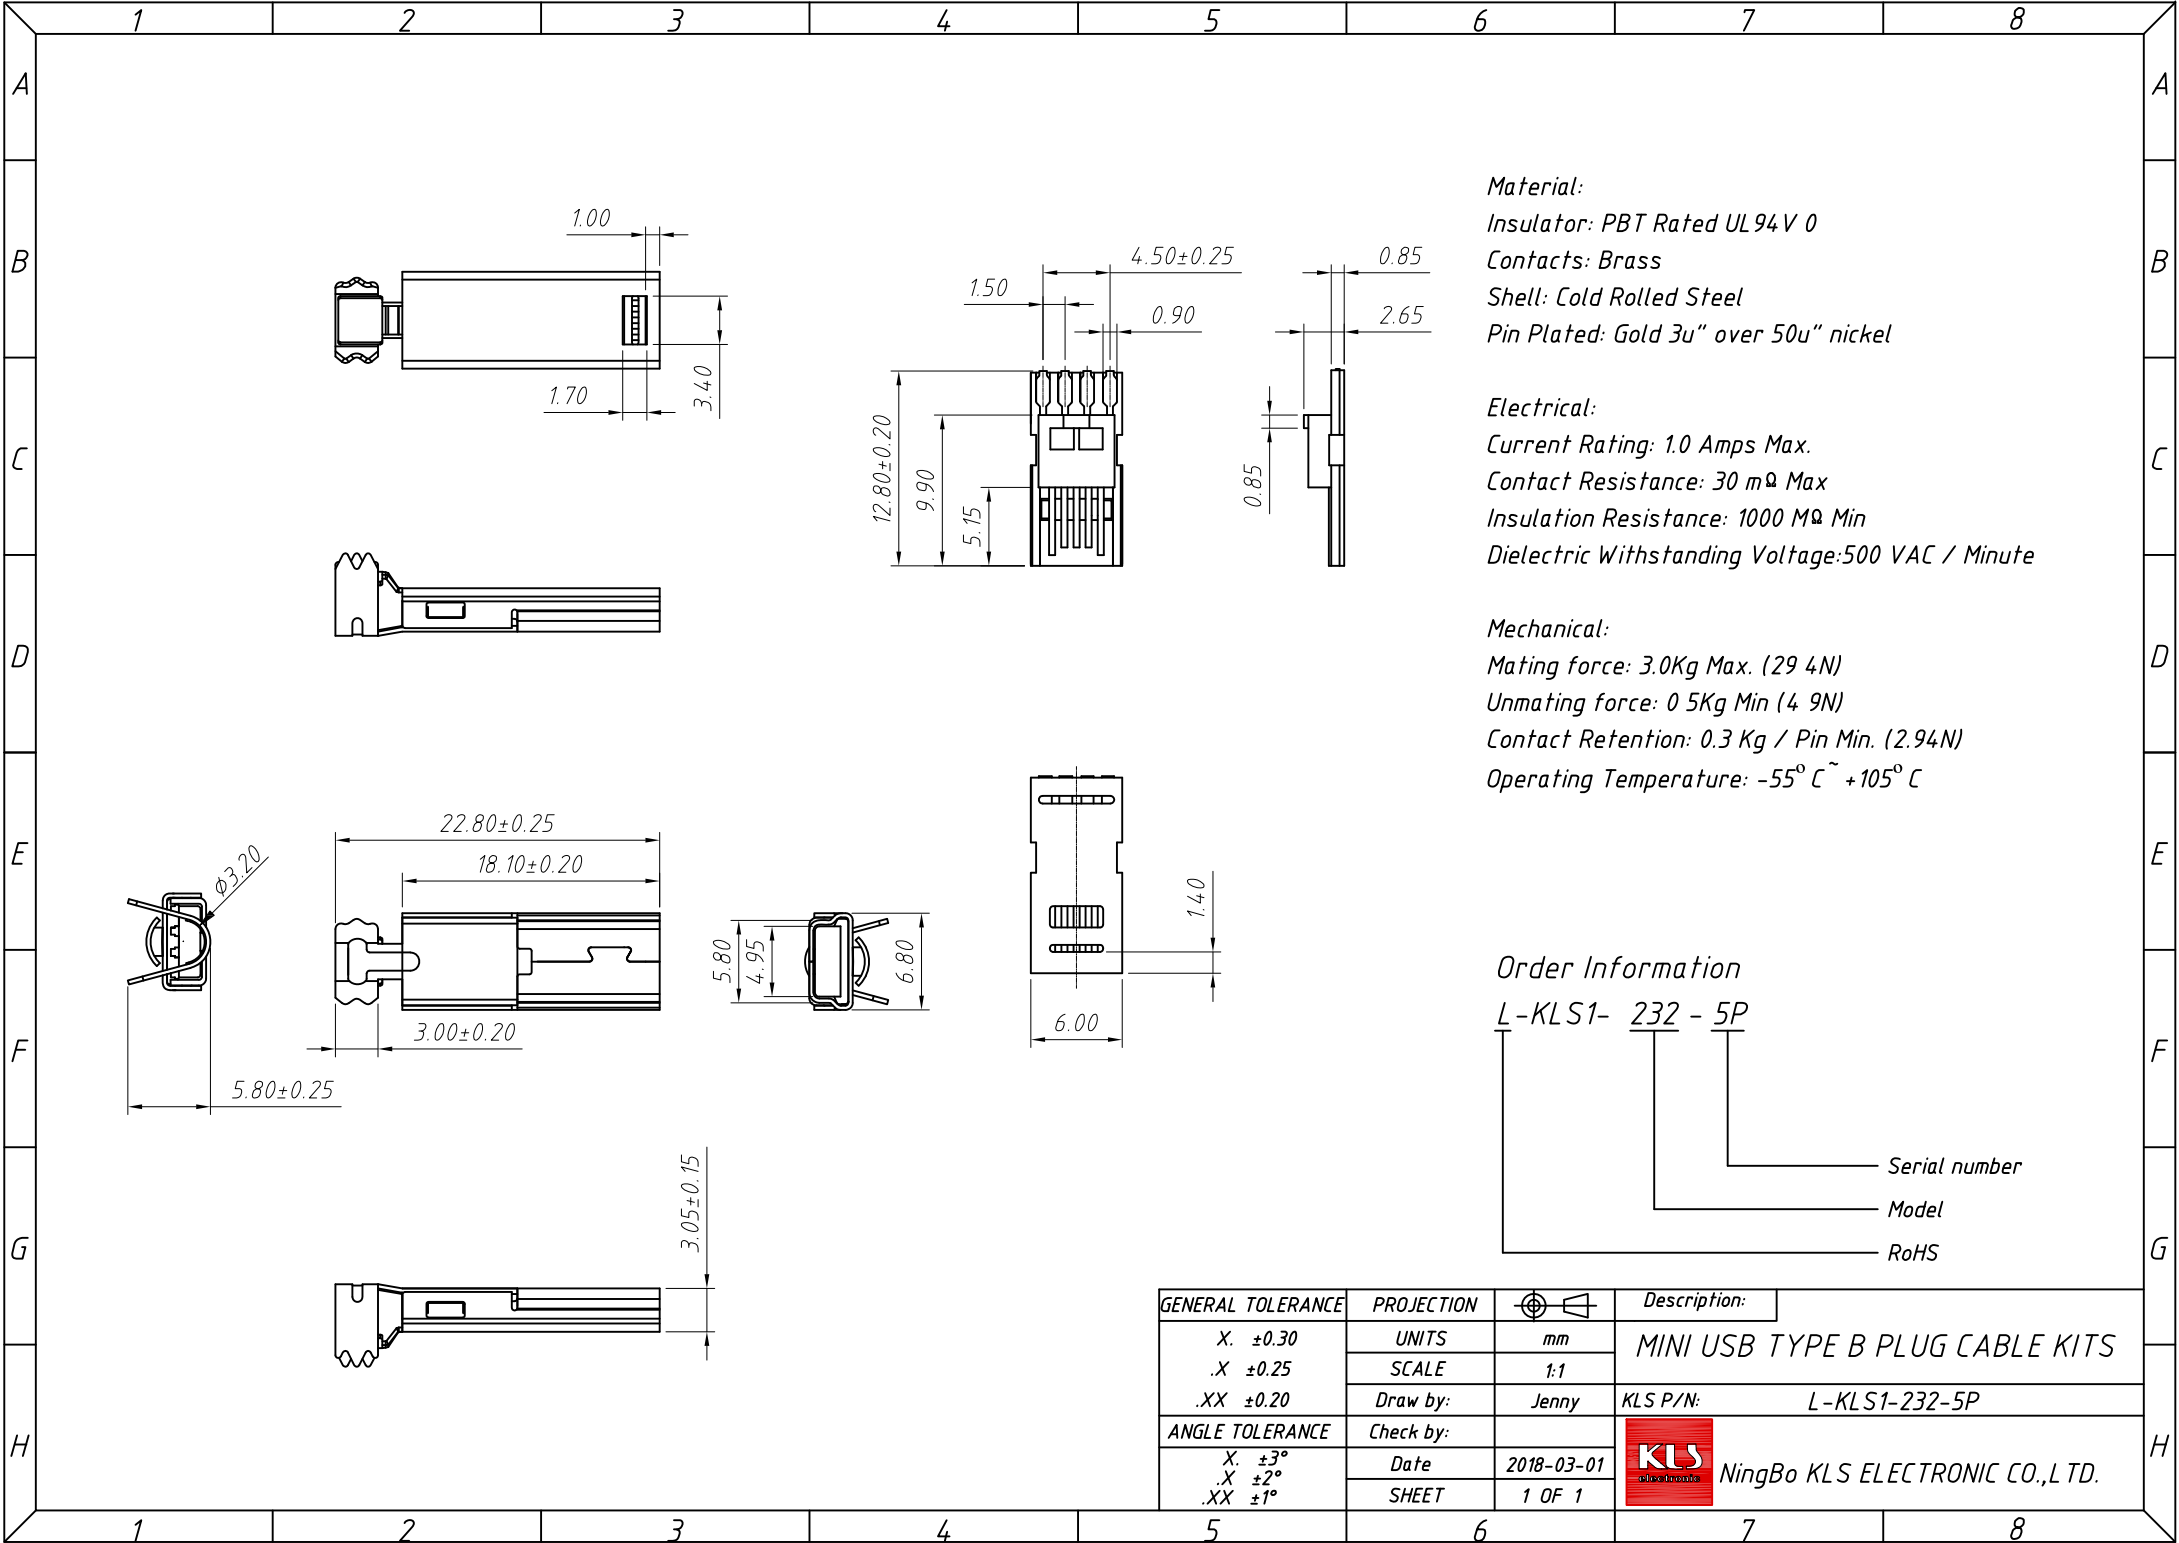 1 2 3 4 5 6 7 8
A A
B B
C C
D D
E E
F F
G G
H H
1.00
3.40
1.70
4.50±0.25
1.50
0.90
12.80±0.20
9.90
5.15
0.85
2.65
0.85
Material:
Insulator: PBT Rated UL94V 0
Contacts: Brass
Shell: Cold Rolled Steel
Pin Plated: Gold 3u" over 50u" nickel
Electrical:
Current Rating: 1.0 Amps Max.
Contact Resistance: 30 mΩ Max
Insulation Resistance: 1000 MΩ Min
Dielectric Withstanding Voltage:500 VAC / Minute
Mechanical:
Mating force: 3.0Kg Max. (29 4N)
Unmating force: 0 5Kg Min (4 9N)
Contact Retention: 0.3 Kg / Pin Min. (2.94N)
Operating Temperature: -55°C ~ +105°C
22.80±0.25
18.10±0.20
ø3.20
3.00±0.20
5.80±0.25
5.80
4.95
6.80
1.40
6.00
3.05±0.15
Order Information
L-KLS1- 232 - 5P
Serial number
Model
RoHS
GENERAL TOLERANCE
X. ±0.30
.X ±0.25
.XX ±0.20
ANGLE TOLERANCE
X. ±3°
.X ±2°
.XX ±1°
PROJECTION
UNITS mm
SCALE 1:1
Draw by: Jenny
Check by:
Date 2018-03-01
SHEET 1 OF 1
Description:
MINI USB TYPE B PLUG CABLE KITS
KLS P/N: L-KLS1-232-5P
KLS
electronic
NingBo KLS ELECTRONIC CO.,LTD.
1 2 3 4 5 6 7 8